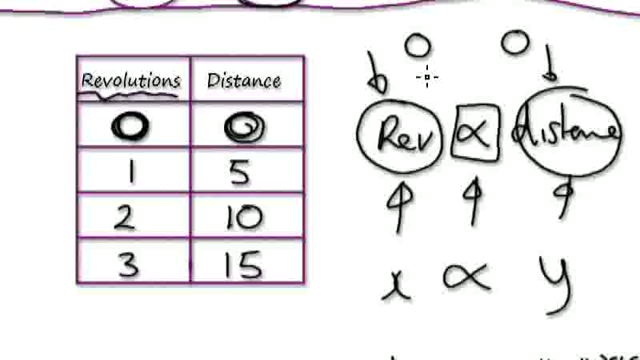 Revolutions Distance
0 0
1 5
2 10
3 15
0 0
Rev ∝ distance
x ∝ y